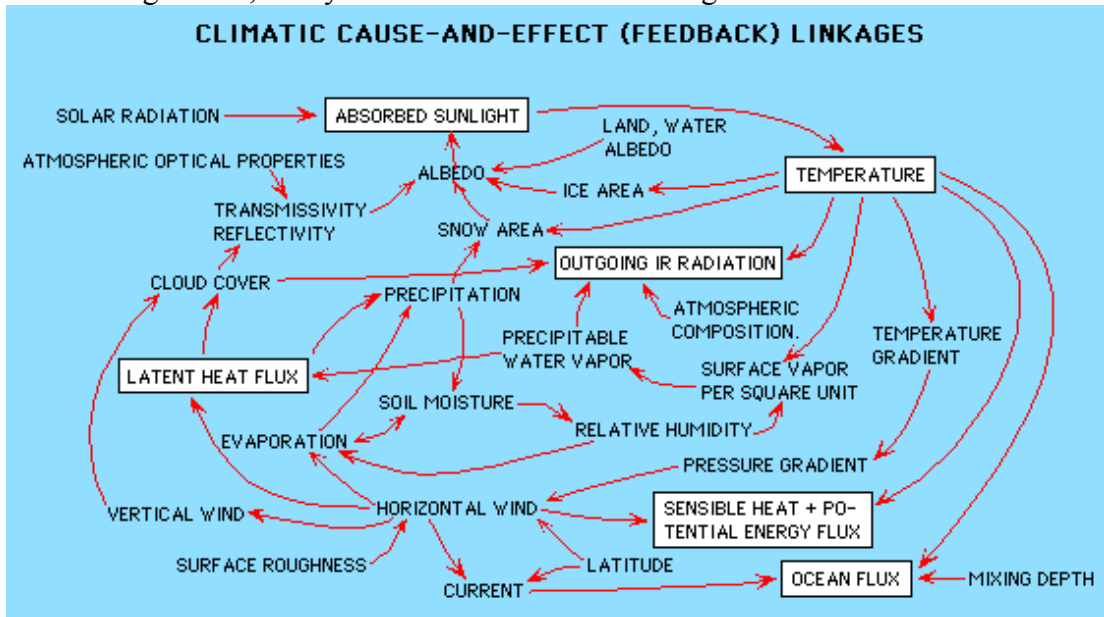 CLIMATIC CAUSE-AND-EFFECT (FEEDBACK) LINKAGES
SOLAR RADIATION
ABSORBED SUNLIGHT
LAND, WATER
ALBEDO
ATMOSPHERIC OPTICAL PROPERTIES
ALBEDO
TEMPERATURE
ICE AREA
TRANSMISSIVITY
REFLECTIVITY
SNOW AREA
OUTGOING IR RADIATION
CLOUD COVER
PRECIPITATION
ATMOSPHERIC
COMPOSITION.
TEMPERATURE
GRADIENT
PRECIPITABLE
WATER VAPOR
LATENT HEAT FLUX
SURFACE VAPOR
PER SQUARE UNIT
SOIL MOISTURE
EVAPORATION
RELATIVE HUMIDITY
PRESSURE GRADIENT
VERTICAL WIND
HORIZONTAL WIND
SENSIBLE HEAT + PO-
TENTIAL ENERGY FLUX
SURFACE ROUGHNESS
LATITUDE
CURRENT
OCEAN FLUX
MIXING DEPTH